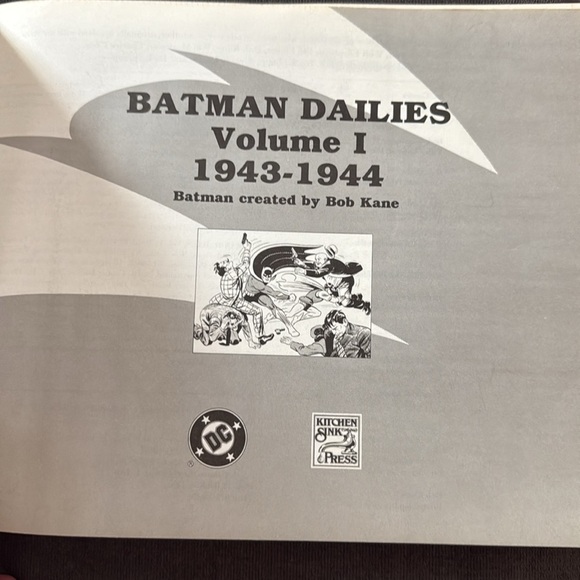 BATMAN DAILIES
Volume I
1943-1944
Batman created by Bob Kane
DC
®
KITCHEN
SINK
PRESS